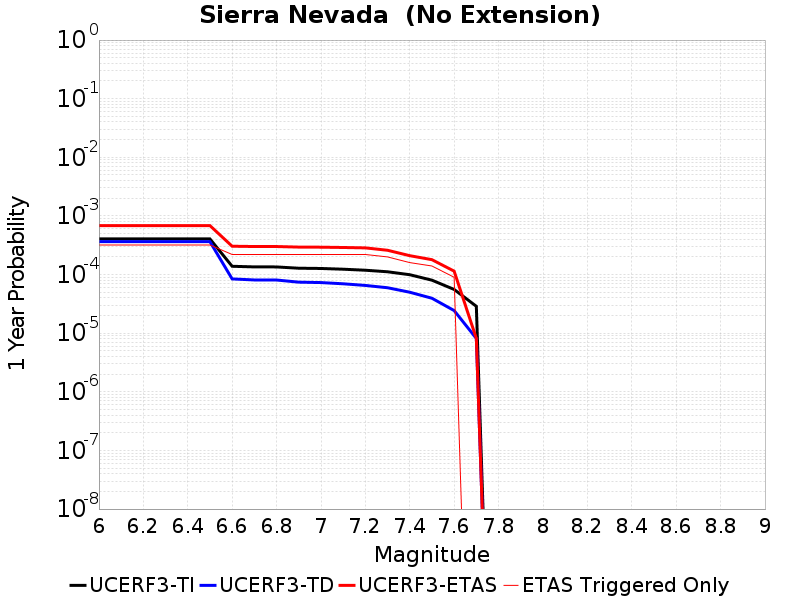 Sierra Nevada  (No Extension)
1 Year Probability
10^0
10^-1
10^-2
10^-3
10^-4
10^-5
10^-6
10^-7
10^-8
6 6.2 6.4 6.6 6.8 7 7.2 7.4 7.6 7.8 8 8.2 8.4 8.6 8.8 9
Magnitude
UCERF3-TI UCERF3-TD UCERF3-ETAS ETAS Triggered Only